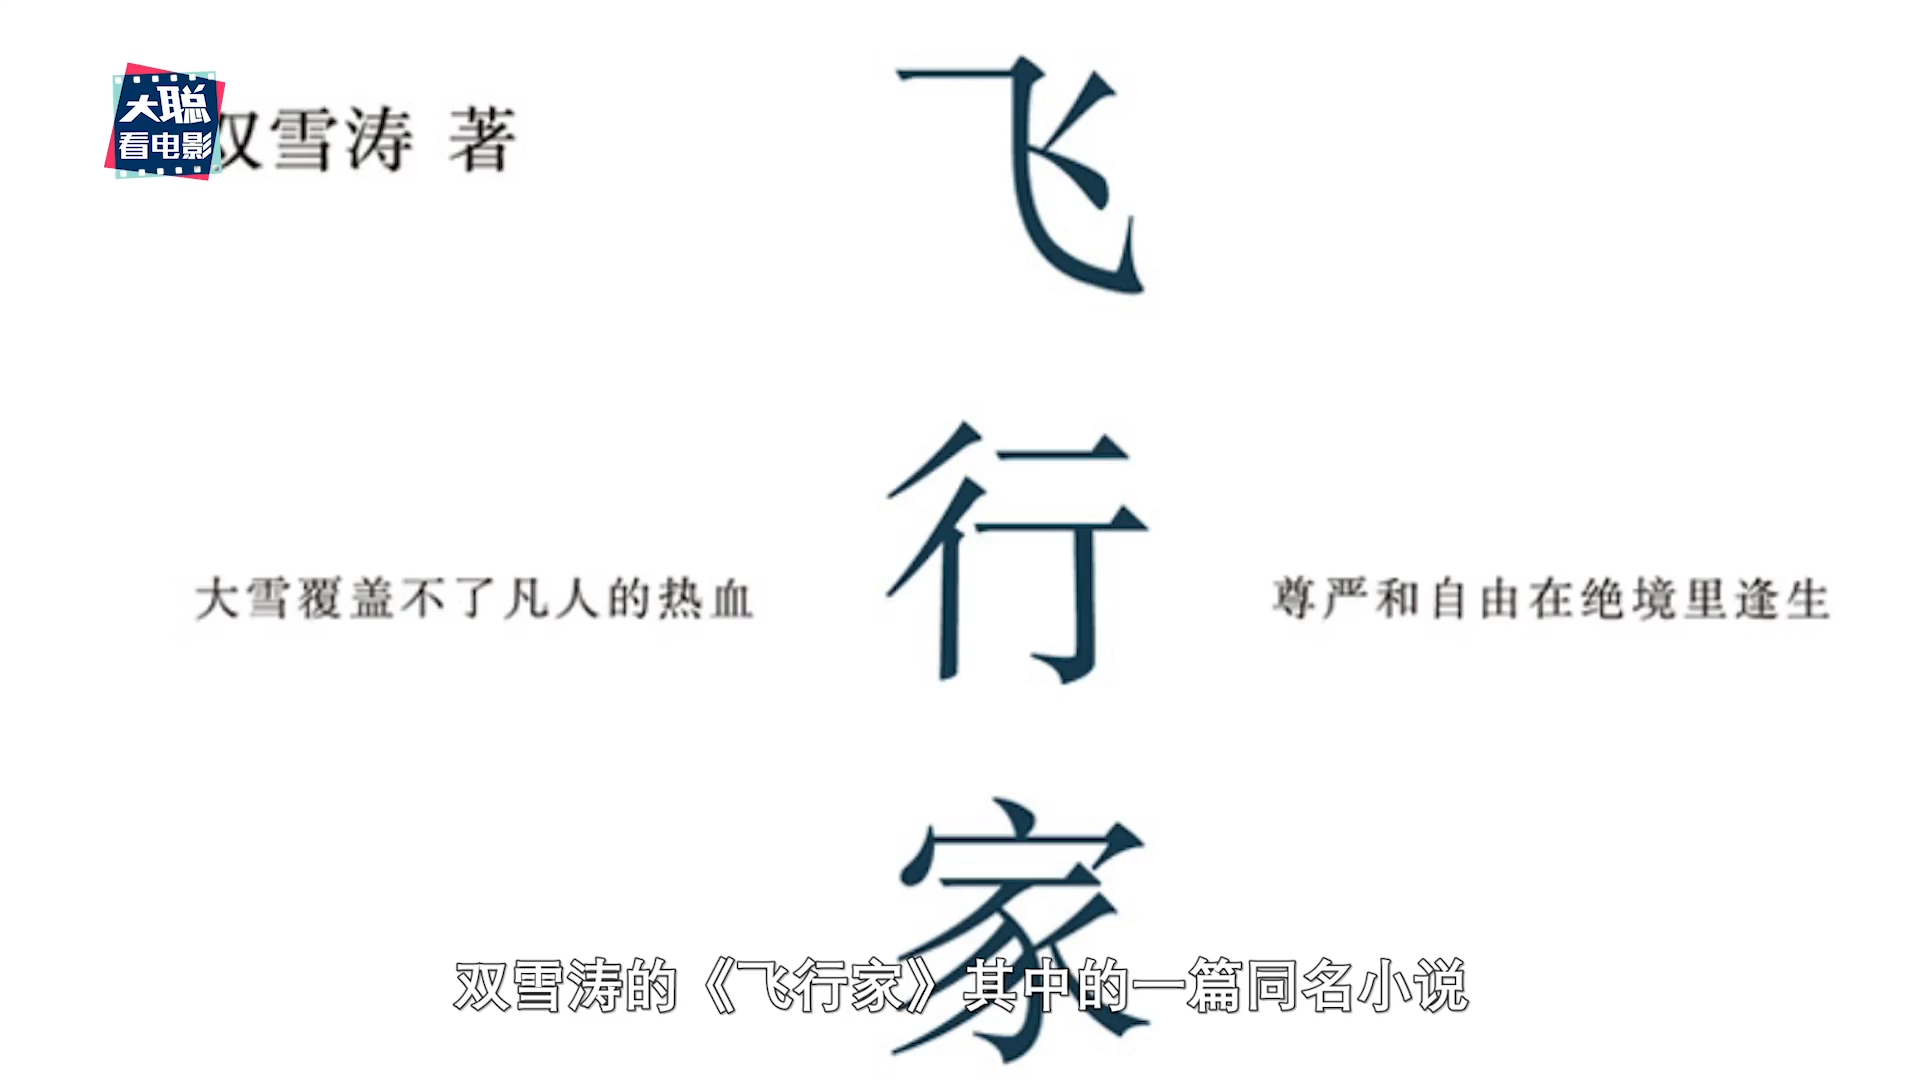 大聪
看电影
双雪涛 著
飞
行
家
大雪覆盖不了凡人的热血
尊严和自由在绝境里逢生
双雪涛的《飞行家》其中的一篇同名小说